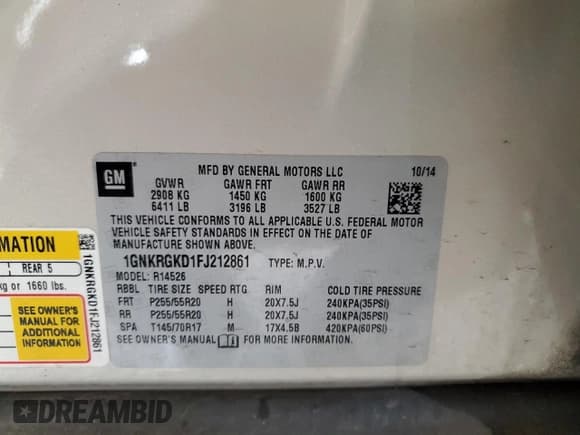 GM
MFD BY GENERAL MOTORS LLC 10/14
GVWR GAWR FRT GAWR RR
2908 KG 1450 KG 1600 KG
6411 LB 3196 LB 3527 LB
THIS VEHICLE CONFORMS TO ALL APPLICABLE U.S. FEDERAL MOTOR
VEHICLE SAFETY STANDARDS IN EFFECT ON THE DATE OF
MANUFACTURE SHOWN ABOVE.
1GNKRGKD1FJ212861 TYPE: M.P.V.
MODEL: R14526
RBBL TIRE SIZE SPEED RTG RIM COLD TIRE PRESSURE
FRT P255/55R20 H 20X7.5J 240KPA(35PSI)
RR P255/55R20 H 20X7.5J 240KPA(35PSI)
SPA T145/70R17 M 17X4.5B 420KPA(60PSI)
SEE OWNER'S MANUAL FOR MORE INFORMATION.
MATION
REAR 5
kg or 1660 lbs.
SEE OWNER'S
MANUAL FOR
ADDITIONAL
INFORMATION
1GNKRGKD1FJ212861
DREAMBID